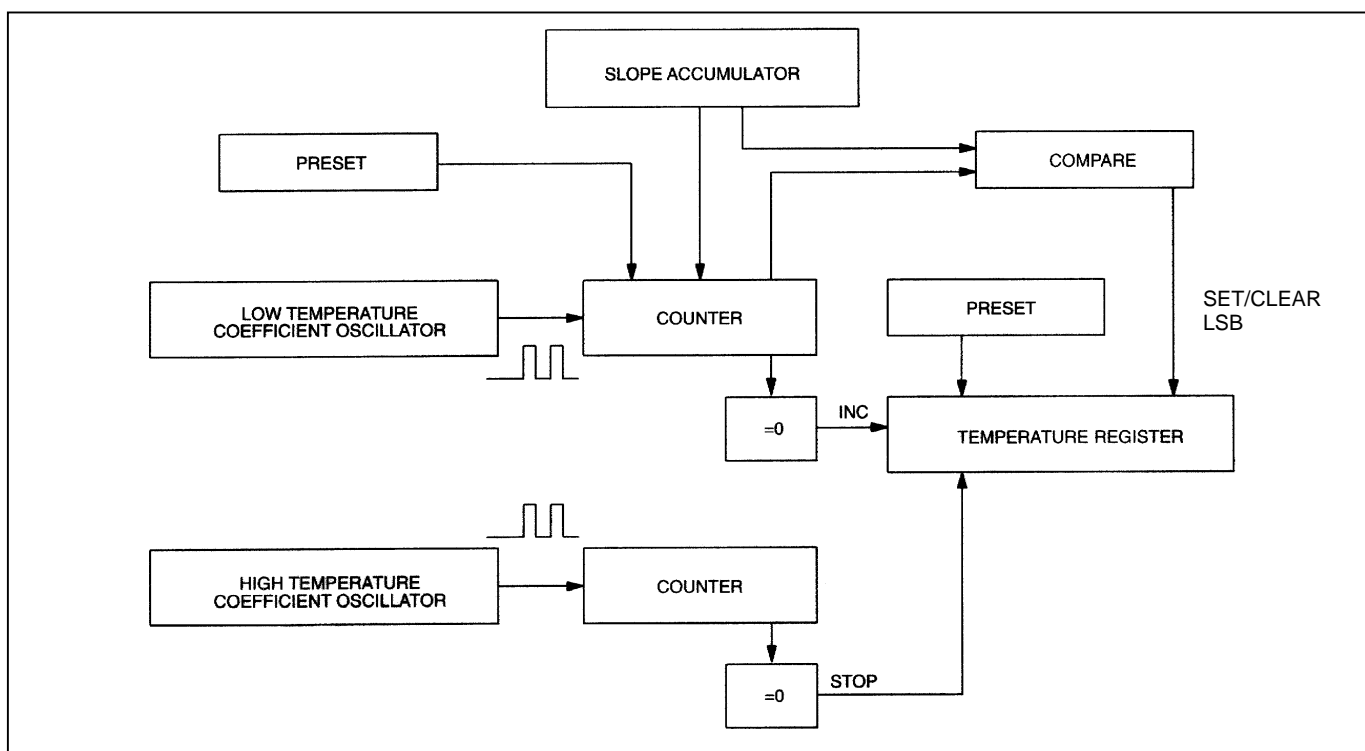 SLOPE ACCUMULATOR
PRESET
COMPARE
LOW TEMPERATURE
COEFFICIENT OSCILLATOR
COUNTER
PRESET
SET/CLEAR
LSB
=0
INC
TEMPERATURE REGISTER
HIGH TEMPERATURE
COEFFICIENT OSCILLATOR
COUNTER
=0
STOP